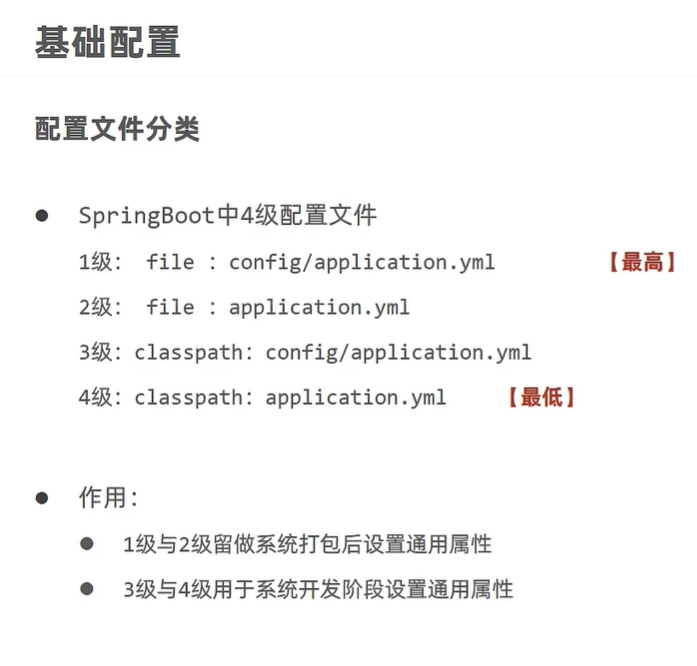 基础配置
配置文件分类
● SpringBoot中4级配置文件
1级： file ：config/application.yml 【最高】
2级： file ：application.yml
3级：classpath：config/application.yml
4级：classpath：application.yml 【最低】
● 作用：
● 1级与2级留做系统打包后设置通用属性
● 3级与4级用于系统开发阶段设置通用属性